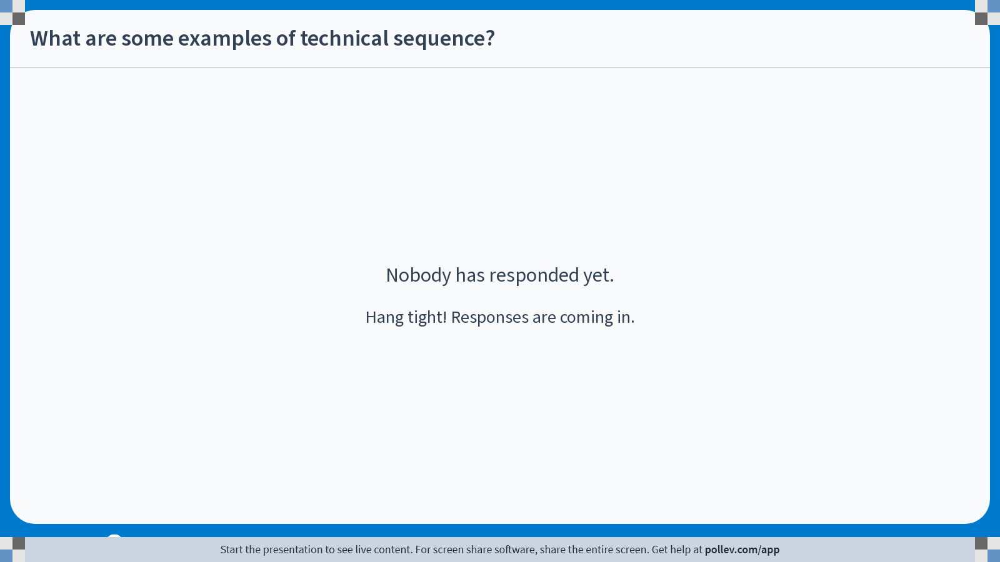 What are some examples of technical sequence?
Nobody has responded yet.
Hang tight! Responses are coming in.
Start the presentation to see live content. For screen share software, share the entire screen. Get help at pollev.com/app